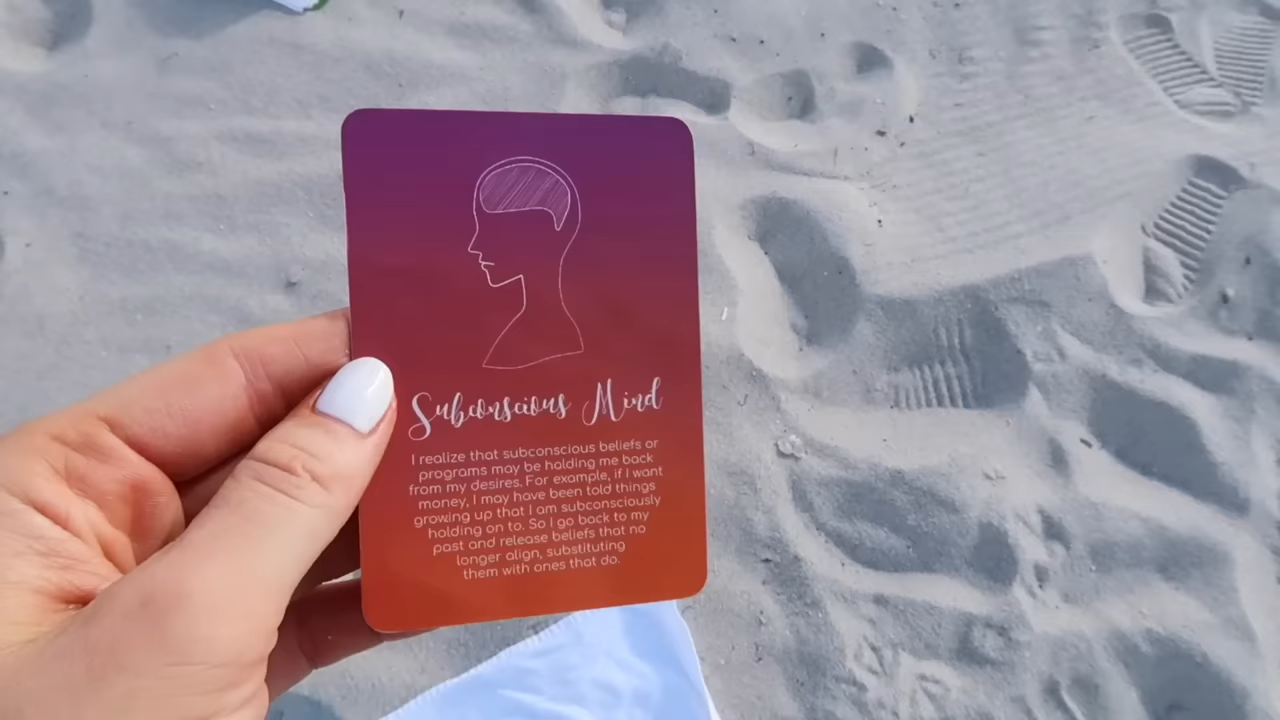 Subconscious Mind
I realize that subconscious beliefs or
programs may be holding me back
from my desires. For example, if I want
money, I may have been told things
growing up that I am subconsciously
holding on to. So I go back to my
past and release beliefs that no
longer align, substituting
them with ones that do.